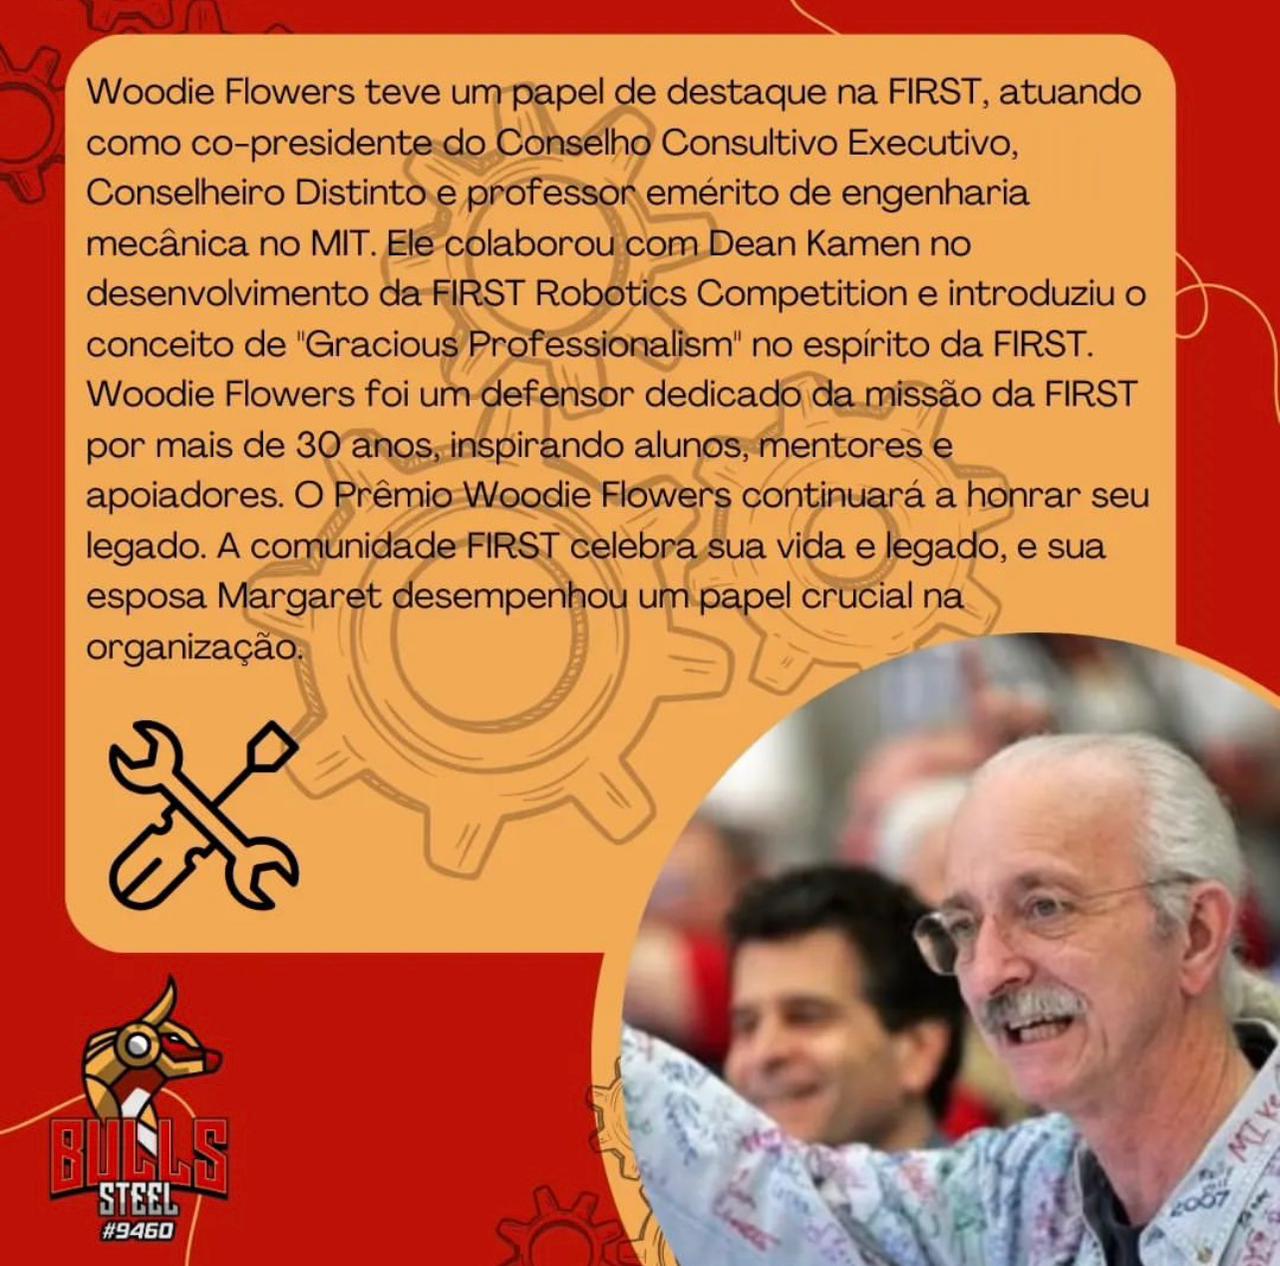 Woodie Flowers teve um papel de destaque na FIRST, atuando
como co-presidente do Conselho Consultivo Executivo,
Conselheiro Distinto e professor emérito de engenharia
mecânica no MIT. Ele colaborou com Dean Kamen no
desenvolvimento da FIRST Robotics Competition e introduziu o
conceito de "Gracious Professionalism" no espírito da FIRST.
Woodie Flowers foi um defensor dedicado da missão da FIRST
por mais de 30 anos, inspirando alunos, mentores e
apoiadores. O Prêmio Woodie Flowers continuará a honrar seu
legado. A comunidade FIRST celebra sua vida e legado, e sua
esposa Margaret desempenhou um papel crucial na
organização.
BULLS
STEEL
#9460
2007